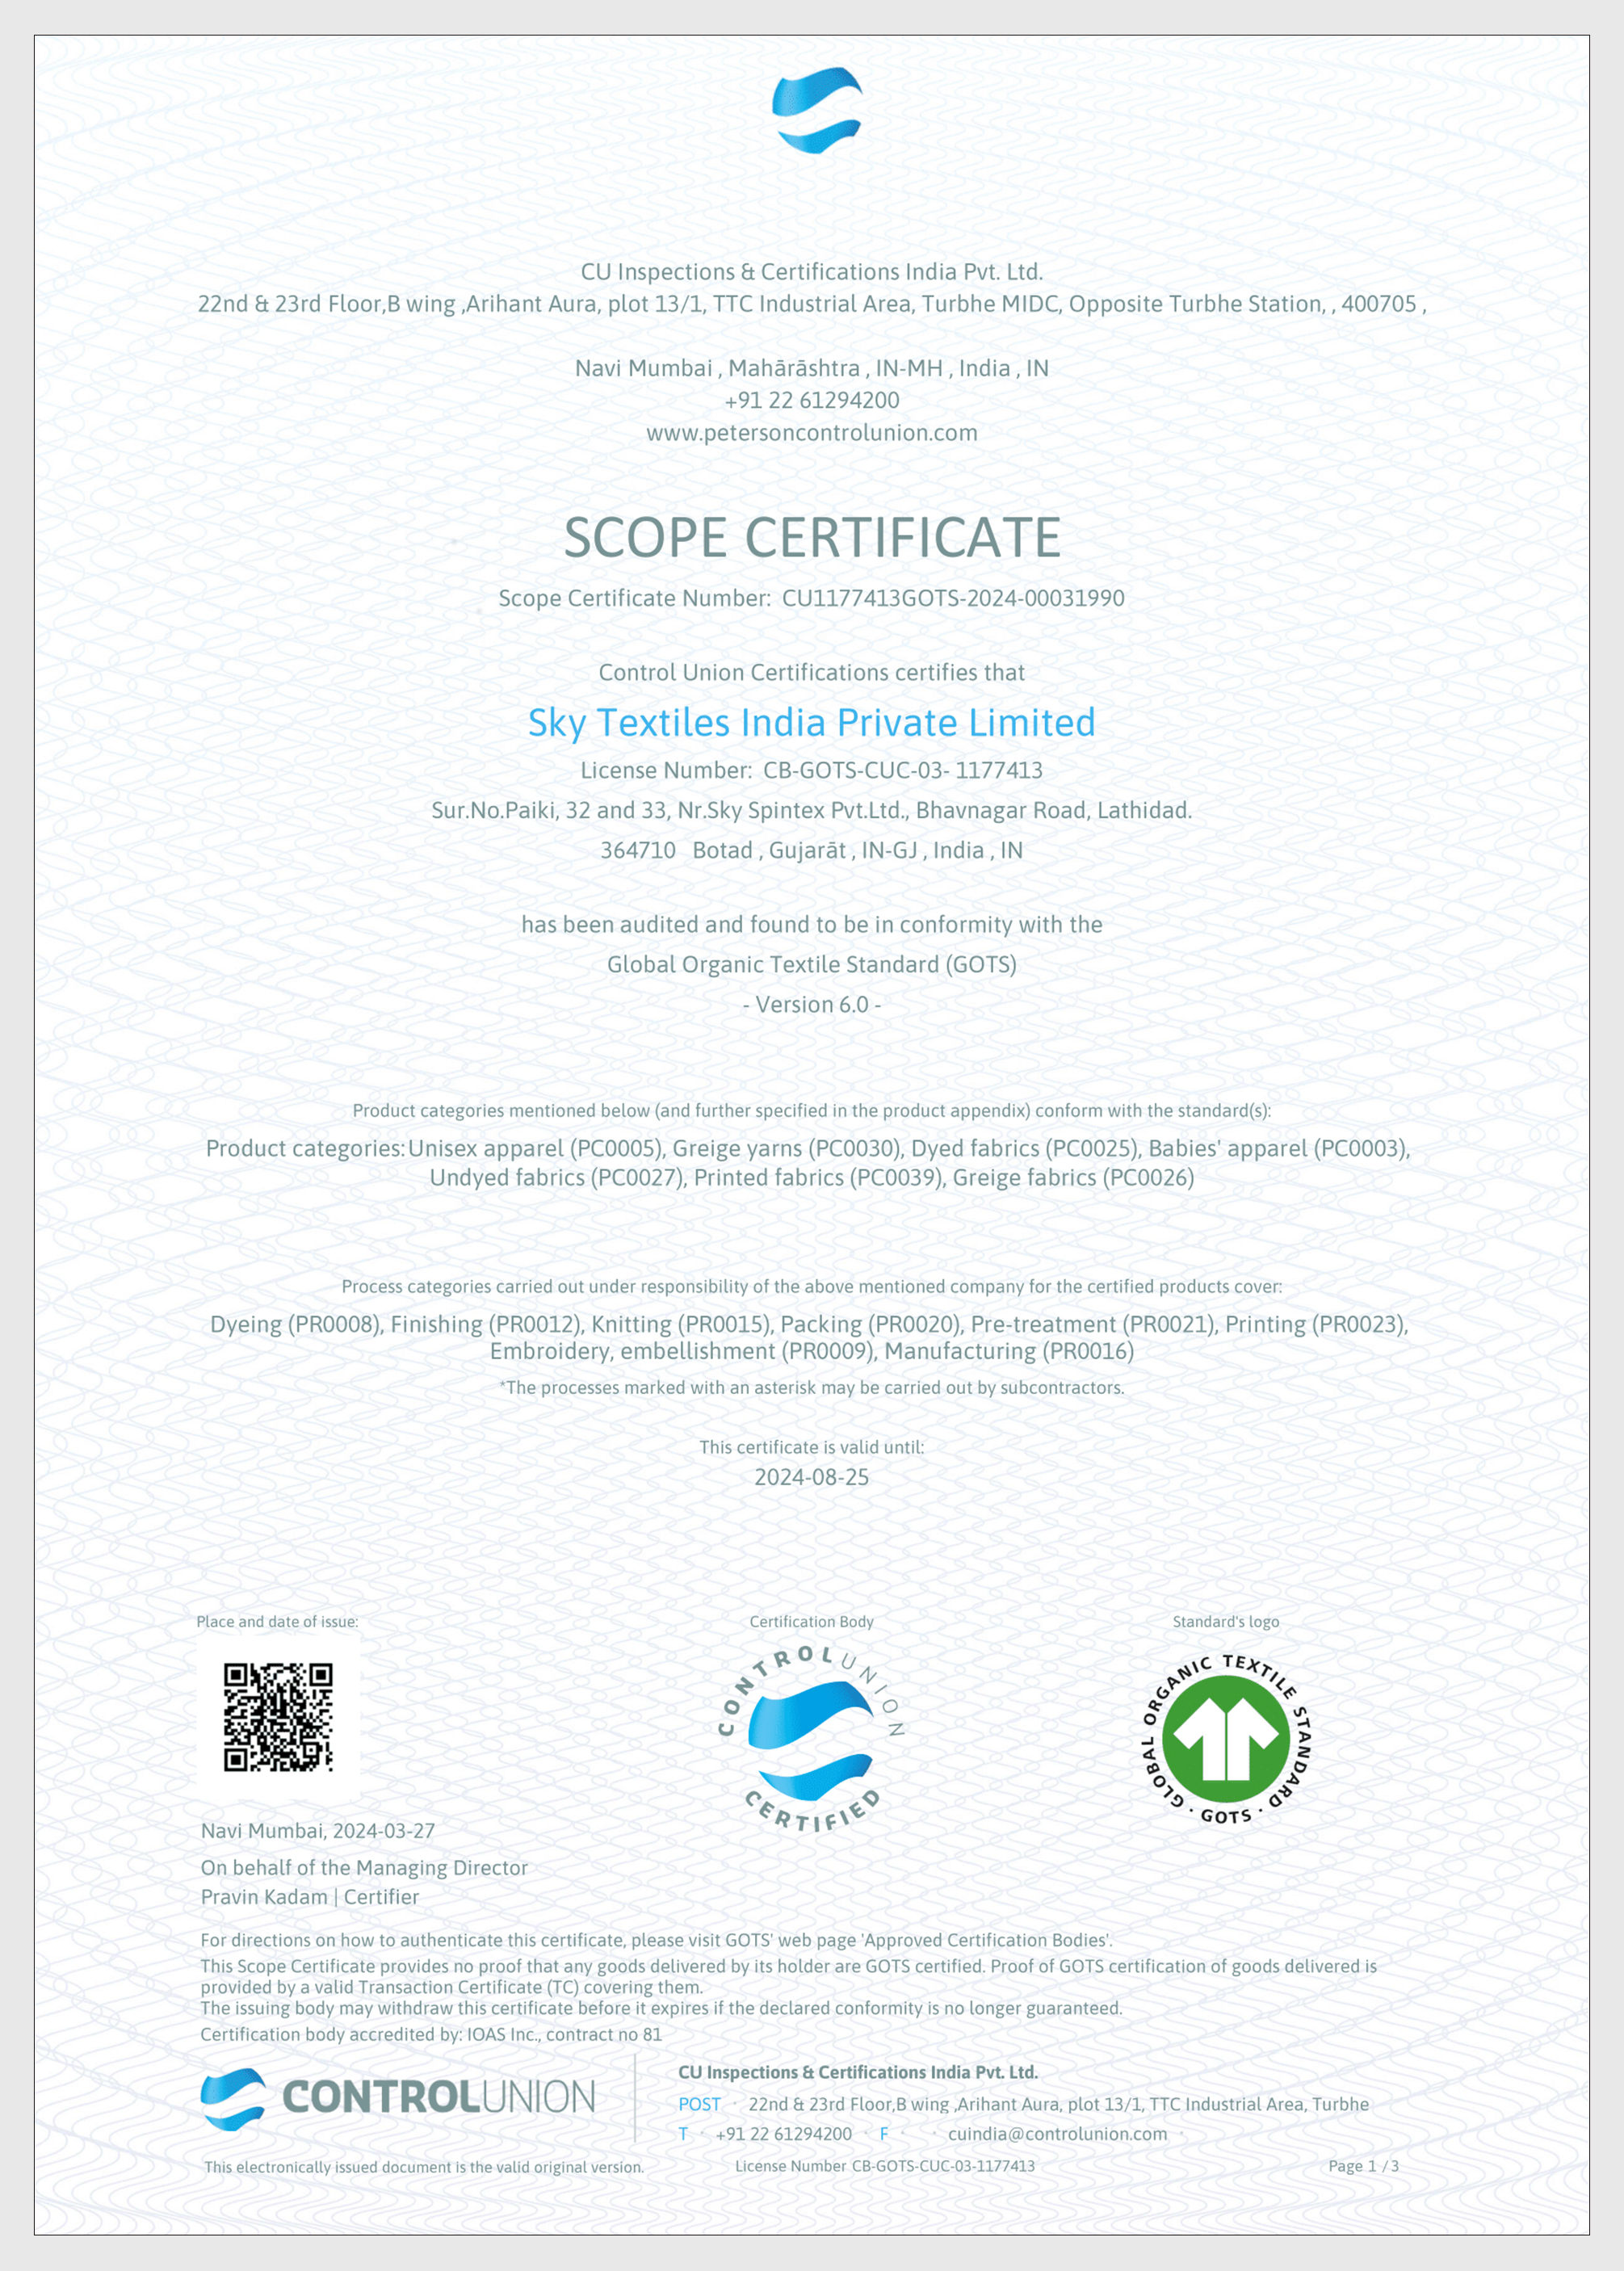 CU Inspections & Certifications India Pvt. Ltd.
22nd & 23rd Floor,B wing ,Arihant Aura, plot 13/1, TTC Industrial Area, Turbhe MIDC, Opposite Turbhe Station, , 400705 ,
Navi Mumbai , Mahārāshtra , IN-MH , India , IN
+91 22 61294200
www.petersoncontrolunion.com
SCOPE CERTIFICATE
Scope Certificate Number: CU1177413GOTS-2024-00031990
Control Union Certifications certifies that
Sky Textiles India Private Limited
License Number: CB-GOTS-CUC-03- 1177413
Sur.No.Paiki, 32 and 33, Nr.Sky Spintex Pvt.Ltd., Bhavnagar Road, Lathidad.
364710 Botad , Gujarāt , IN-GJ , India , IN
has been audited and found to be in conformity with the
Global Organic Textile Standard (GOTS)
- Version 6.0 -
Product categories mentioned below (and further specified in the product appendix) conform with the standard(s):
Product categories:Unisex apparel (PC0005), Greige yarns (PC0030), Dyed fabrics (PC0025), Babies' apparel (PC0003),
Undyed fabrics (PC0027), Printed fabrics (PC0039), Greige fabrics (PC0026)
Process categories carried out under responsibility of the above mentioned company for the certified products cover:
Dyeing (PR0008), Finishing (PR0012), Knitting (PR0015), Packing (PR0020), Pre-treatment (PR0021), Printing (PR0023),
Embroidery, embellishment (PR0009), Manufacturing (PR0016)
*The processes marked with an asterisk may be carried out by subcontractors.
This certificate is valid until:
2024-08-25
Place and date of issue:
Certification Body
Standard's logo
CONTROLUNION
CERTIFIED
GLOBAL ORGANIC TEXTILE STANDARD · GOTS ·
Navi Mumbai, 2024-03-27
On behalf of the Managing Director
Pravin Kadam | Certifier
For directions on how to authenticate this certificate, please visit GOTS' web page 'Approved Certification Bodies'.
This Scope Certificate provides no proof that any goods delivered by its holder are GOTS certified. Proof of GOTS certification of goods delivered is
provided by a valid Transaction Certificate (TC) covering them.
The issuing body may withdraw this certificate before it expires if the declared conformity is no longer guaranteed.
Certification body accredited by: IOAS Inc., contract no 81
CONTROLUNION
CU Inspections & Certifications India Pvt. Ltd.
POST · 22nd & 23rd Floor,B wing ,Arihant Aura, plot 13/1, TTC Industrial Area, Turbhe
T · +91 22 61294200 · F · · cuindia@controlunion.com ·
This electronically issued document is the valid original version.
License Number CB-GOTS-CUC-03-1177413
Page 1 / 3